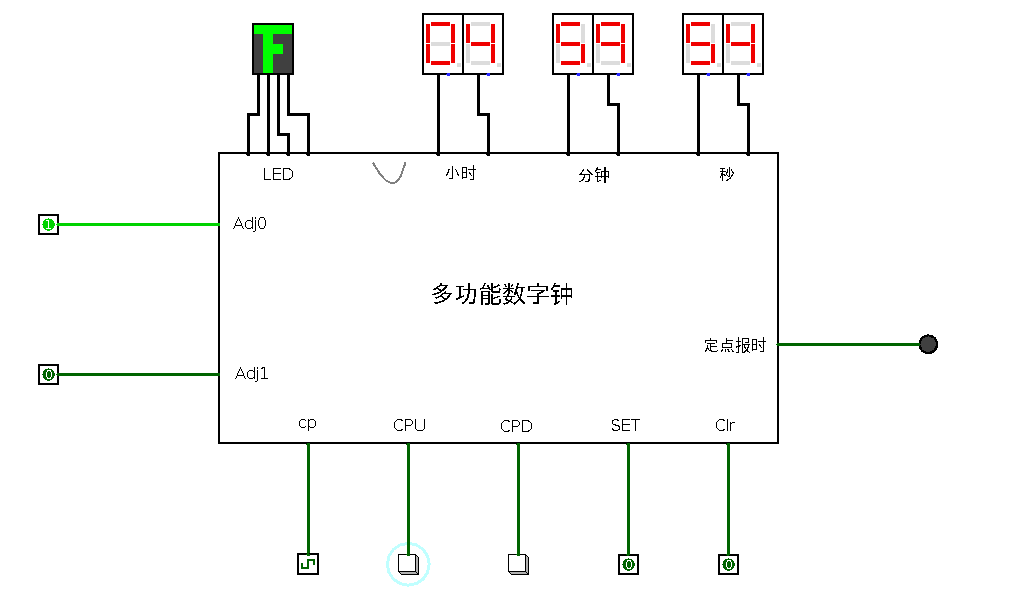 F
04 59 54
LED 小时 分钟 秒
1 Adj0
多功能数字钟
定点报时
0 Adj1
cp CPU CPD SET Clr
0 0